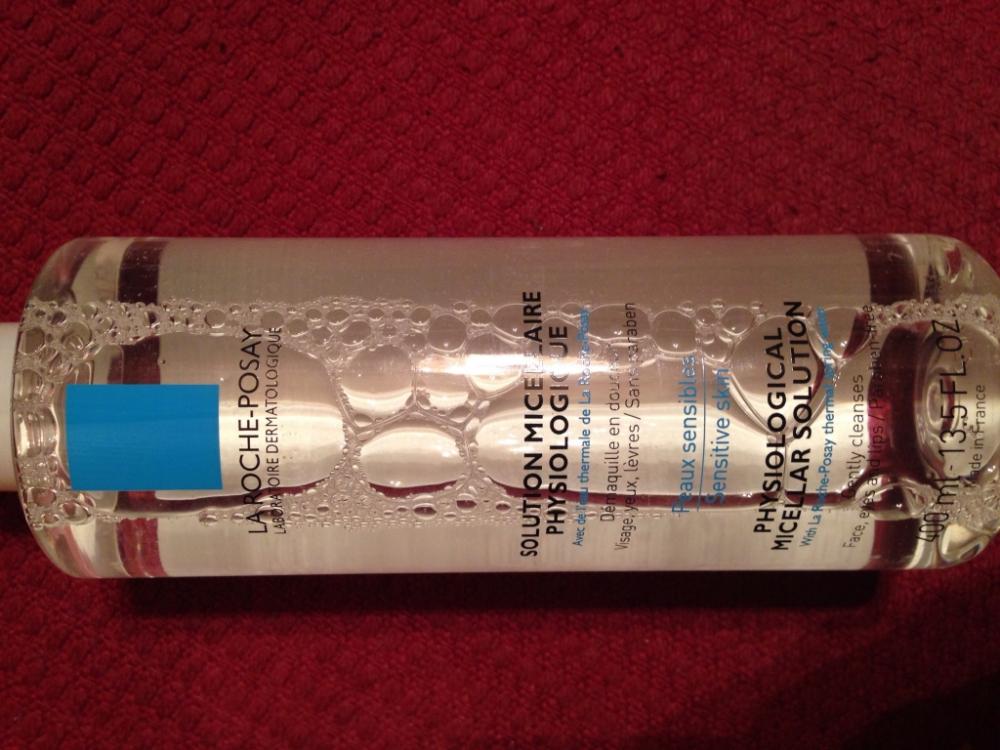 LA ROCHE-POSAY
LABORATOIRE DERMATOLOGIQUE
SOLUTION MICELLAIRE
PHYSIOLOGIQUE
Avec de l'eau thermale de La Roche-Posay
Démaquille en douceur
Visage, yeux, lèvres / Sans paraben
Peaux sensibles
Sensitive skin
PHYSIOLOGICAL
MICELLAR SOLUTION
With La Roche-Posay thermal spring water
Gently cleanses
Face, eyes and lips / Paraben-free
400 ml - 13.5 FL.OZ.
Made in France